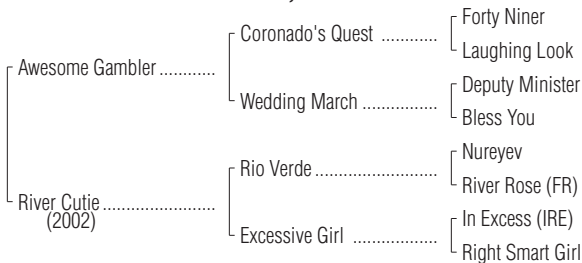 Forty Niner
Coronado's Quest ............
Laughing Look
Awesome Gambler ............
Deputy Minister
Wedding March ................
Bless You
Nureyev
Rio Verde ..........................
River Rose (FR)
River Cutie ........................
(2002)
In Excess (IRE)
Excessive Girl ..................
Right Smart Girl